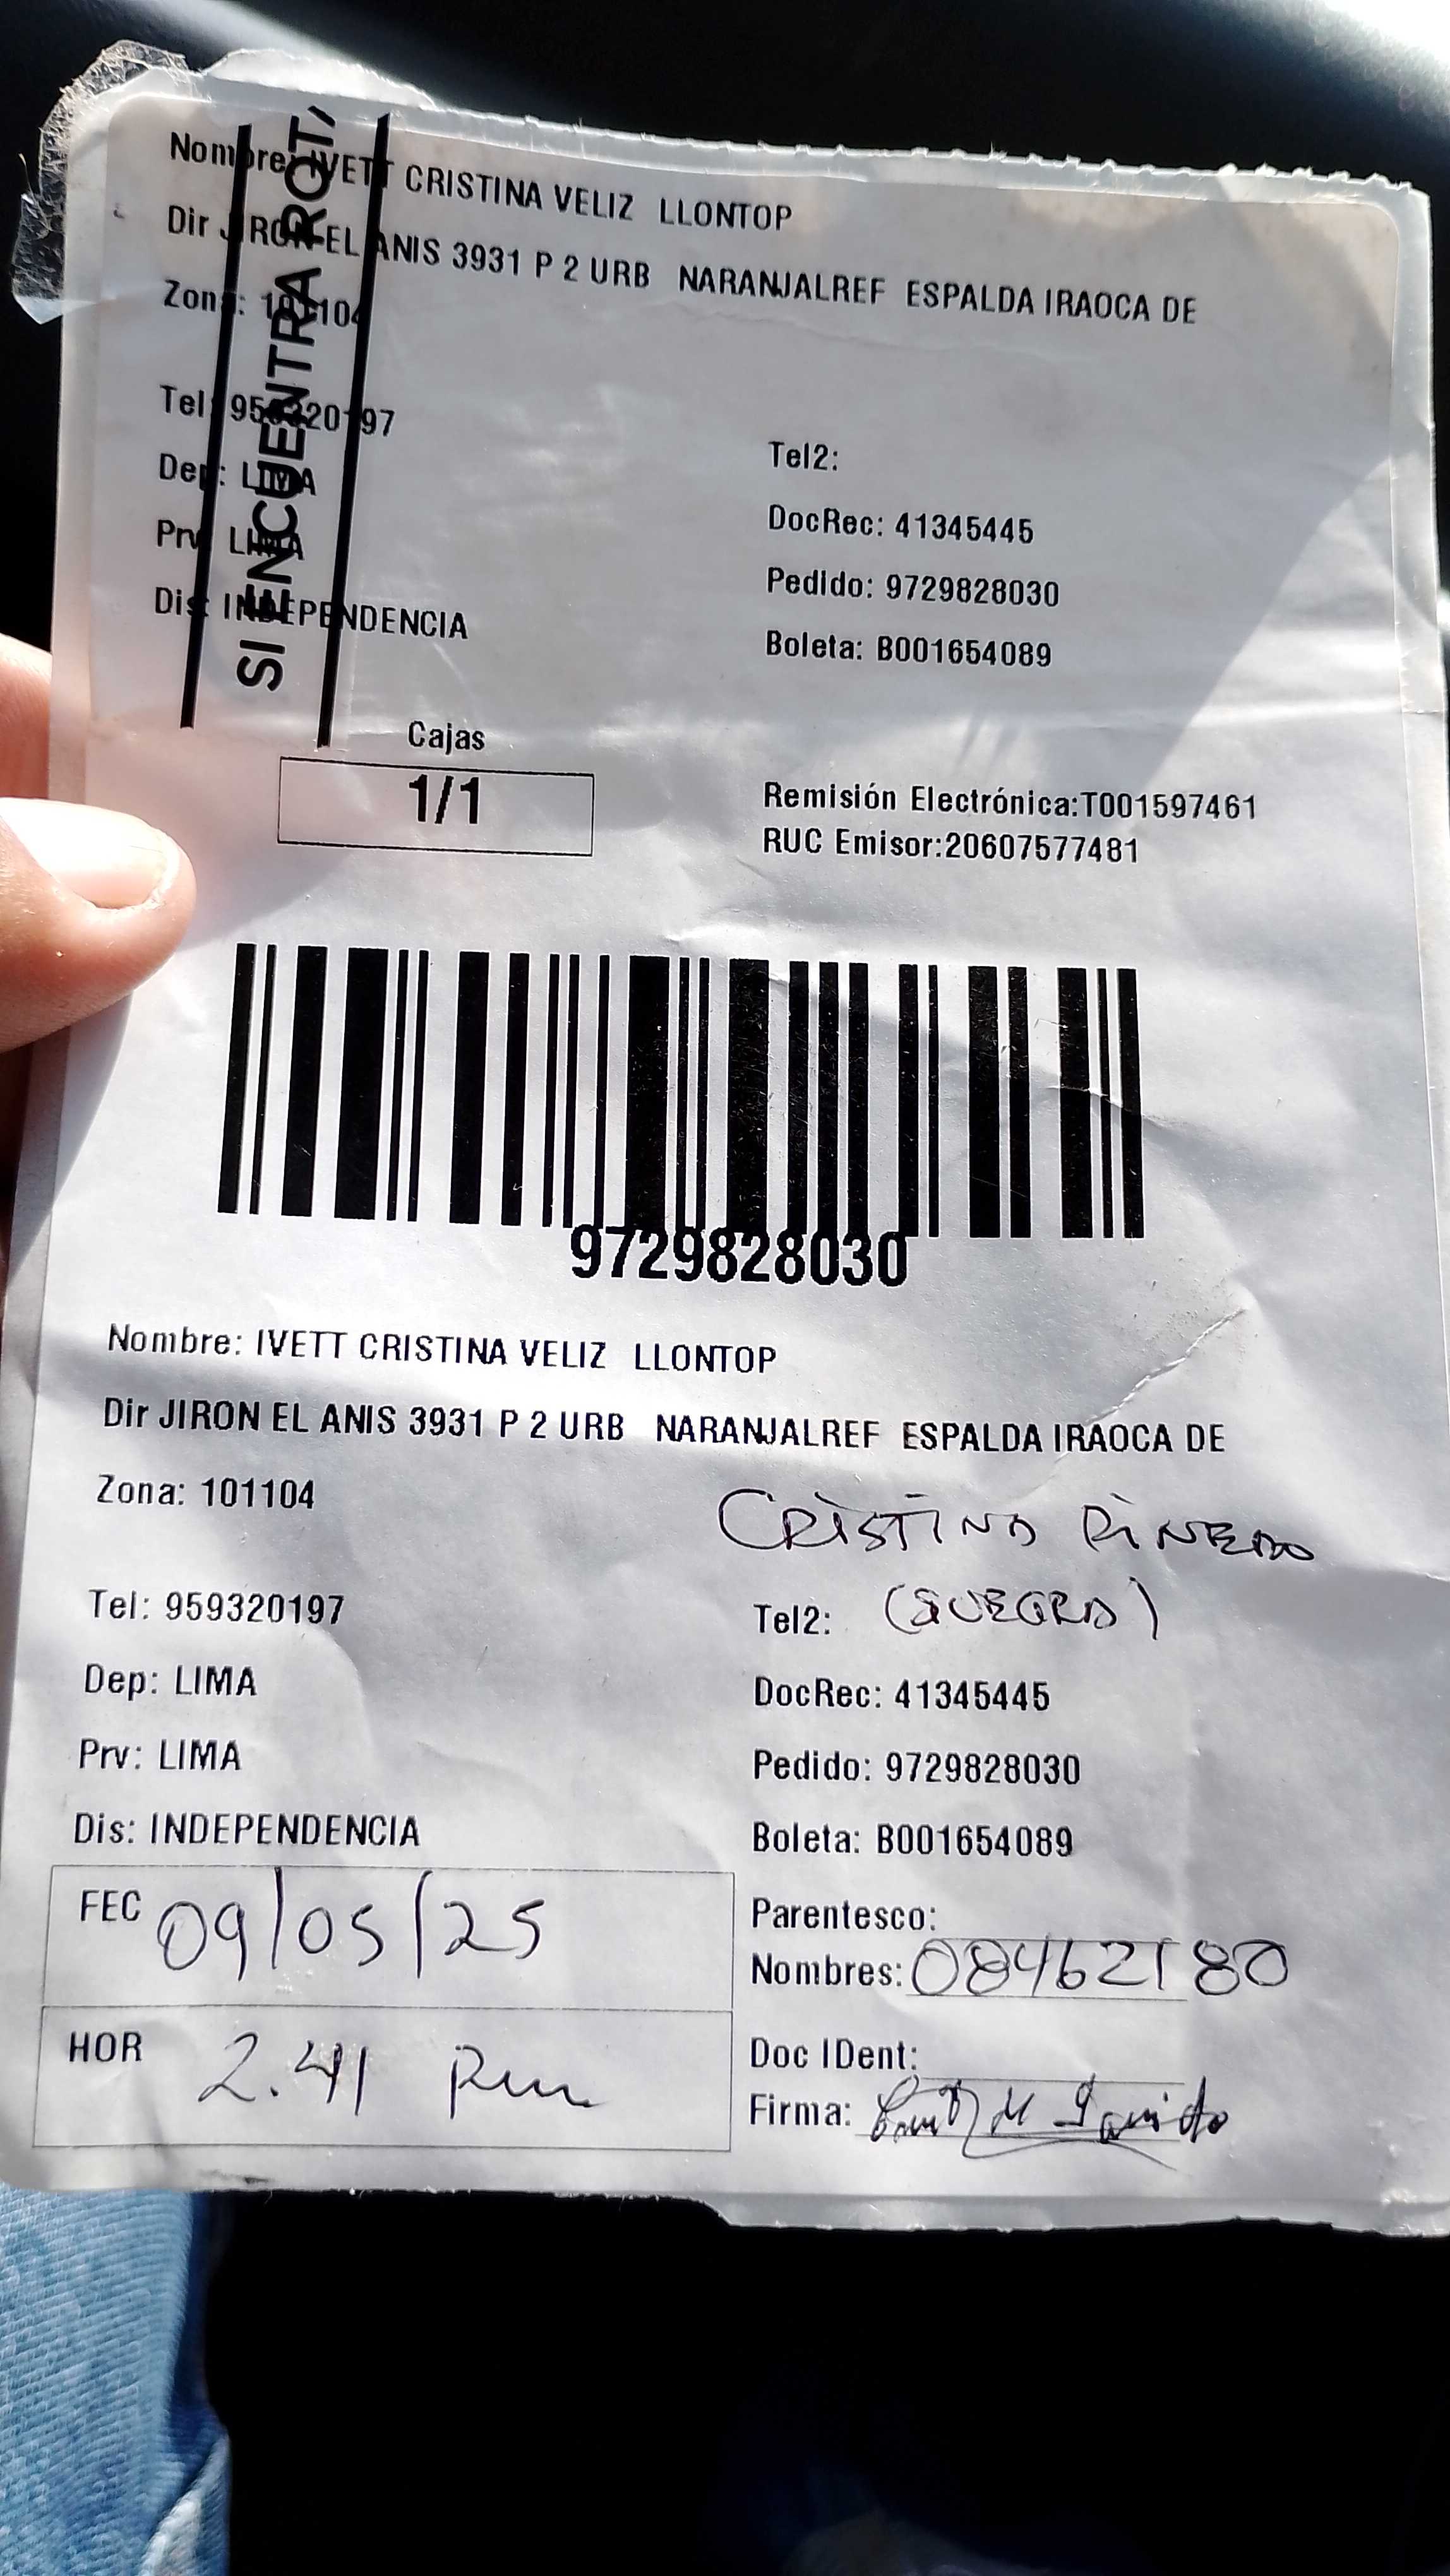 SI ENCUENTRA ROT
Nombre: IVETT CRISTINA VELIZ LLONTOP
Dir JIRON EL ANIS 3931 P 2 URB NARANJALREF ESPALDA IRAOCA DE
Zona: 101104
Tel: 959320197
Tel2:
Dep: LIMA
DocRec: 41345445
Prv: LIMA
Pedido: 9729828030
Dis: INDEPENDENCIA
Boleta: B001654089
Cajas
1/1
Remisión Electrónica:T001597461
RUC Emisor:20607577481
9729828030
Nombre: IVETT CRISTINA VELIZ LLONTOP
Dir JIRON EL ANIS 3931 P 2 URB NARANJALREF ESPALDA IRAOCA DE
Zona: 101104
CRISTINA PINEDO
Tel: 959320197
Tel2: (SUEGRA)
Dep: LIMA
DocRec: 41345445
Prv: LIMA
Pedido: 9729828030
Dis: INDEPENDENCIA
Boleta: B001654089
FEC 09/05/25
Parentesco:
Nombres: 08462180
HOR 2.41 Pm
Doc IDent:
Firma: